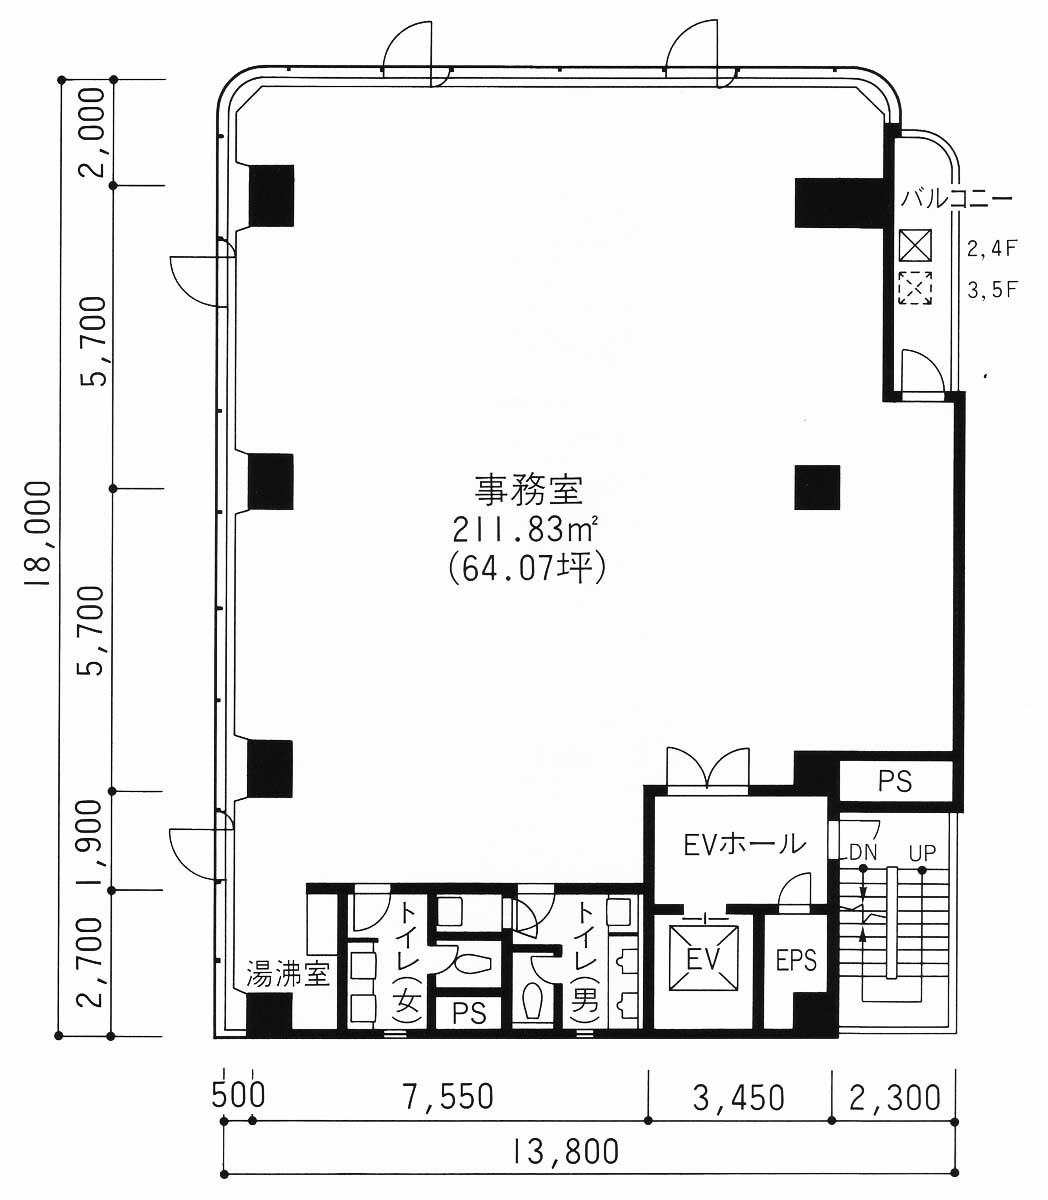 2,000
5,700
18,000
5,700
1,900
2,700
バルコニー
2,4F
3,5F
事務室
211.83㎡
(64.07坪)
PS
EVホール
DN
UP
トイレ(女)
トイレ(男)
湯沸室
PS
EV
EPS
500
7,550
3,450
2,300
13,800